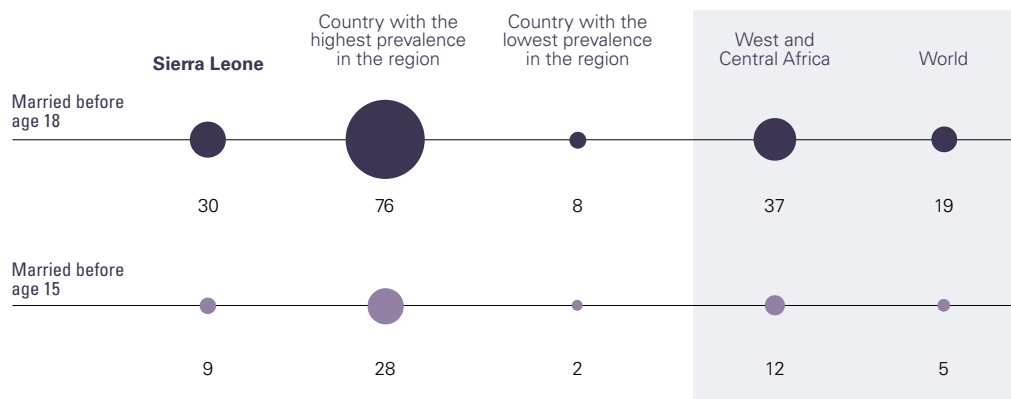 Sierra Leone
Country with the
highest prevalence
in the region
Country with the
lowest prevalence
in the region
West and
Central Africa
World
Married before
age 18
30
76
8
37
19
Married before
age 15
9
28
2
12
5